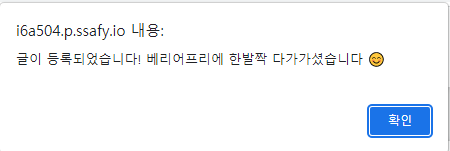 i6a504.p.ssafy.io 내용:
글이 등록되었습니다! 베리어프리에 한발짝 다가가셨습니다 😊
확인